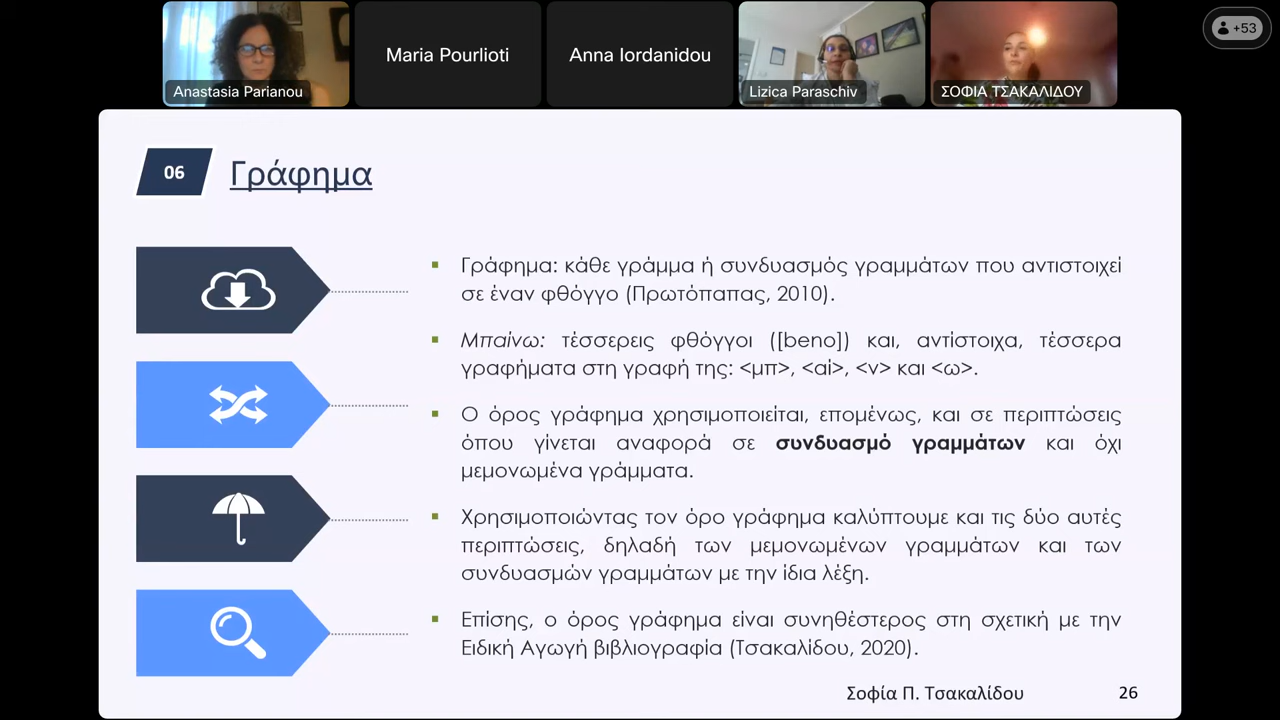 +53
Maria Pourlioti
Anna Iordanidou
Anastasia Parianou
Lizica Paraschiv
ΣΟΦΙΑ ΤΣΑΚΑΛΙΔΟΥ
06
Γράφημα
Γράφημα: κάθε γράμμα ή συνδυασμός γραμμάτων που αντιστοιχεί
σε έναν φθόγγο (Πρωτόπαπας, 2010).
Μπαίνω: τέσσερεις φθόγγοι ([beno]) και, αντίστοιχα, τέσσερα
γραφήματα στη γραφή της: <μπ>, <αί>, <ν> και <ω>.
Ο όρος γράφημα χρησιμοποιείται, επομένως, και σε περιπτώσεις
όπου γίνεται αναφορά σε συνδυασμό γραμμάτων και όχι
μεμονωμένα γράμματα.
Χρησιμοποιώντας τον όρο γράφημα καλύπτουμε και τις δύο αυτές
περιπτώσεις, δηλαδή των μεμονωμένων γραμμάτων και των
συνδυασμών γραμμάτων με την ίδια λέξη.
Επίσης, ο όρος γράφημα είναι συνηθέστερος στη σχετική με την
Ειδική Αγωγή βιβλιογραφία (Τσακαλίδου, 2020).
Σοφία Π. Τσακαλίδου
26